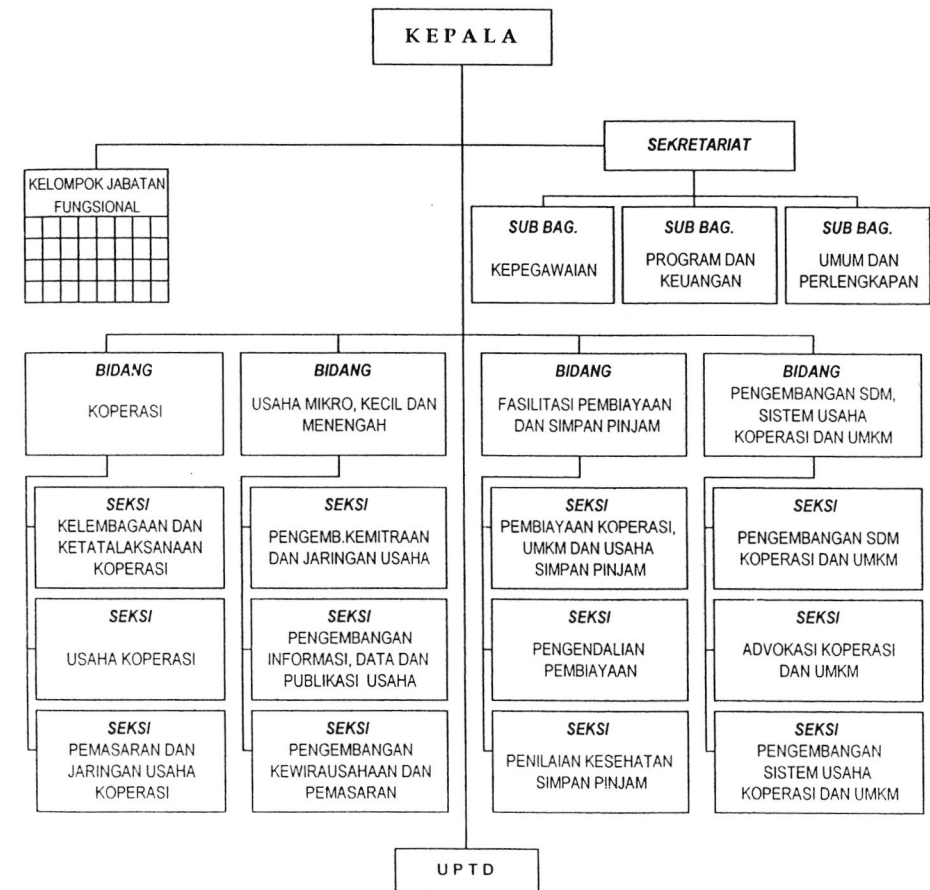 KEPALA
SEKRETARIAT
KELOMPOK JABATAN
FUNGSIONAL
SUB BAG.
KEPEGAWAIAN
SUB BAG.
PROGRAM DAN
KEUANGAN
SUB BAG.
UMUM DAN
PERLENGKAPAN
BIDANG
KOPERASI
BIDANG
USAHA MIKRO, KECIL DAN
MENENGAH
BIDANG
FASILITASI PEMBIAYAAN
DAN SIMPAN PINJAM
BIDANG
PENGEMBANGAN SDM,
SISTEM USAHA
KOPERASI DAN UMKM
SEKSI
KELEMBAGAAN DAN
KETATALAKSANAAN
KOPERASI
SEKSI
PENGEMB.KEMITRAAN
DAN JARINGAN USAHA
SEKSI
PEMBIAYAAN KOPERASI,
UMKM DAN USAHA
SIMPAN PINJAM
SEKSI
PENGEMBANGAN SDM
KOPERASI DAN UMKM
SEKSI
USAHA KOPERASI
SEKSI
PENGEMBANGAN
INFORMASI, DATA DAN
PUBLIKASI USAHA
SEKSI
PENGENDALIAN
PEMBIAYAAN
SEKSI
ADVOKASI KOPERASI
DAN UMKM
SEKSI
PEMASARAN DAN
JARINGAN USAHA
KOPERASI
SEKSI
PENGEMBANGAN
KEWIRAUSAHAAN DAN
PEMASARAN
SEKSI
PENILAIAN KESEHATAN
SIMPAN PINJAM
SEKSI
PENGEMBANGAN
SISTEM USAHA
KOPERASI DAN UMKM
UPTD